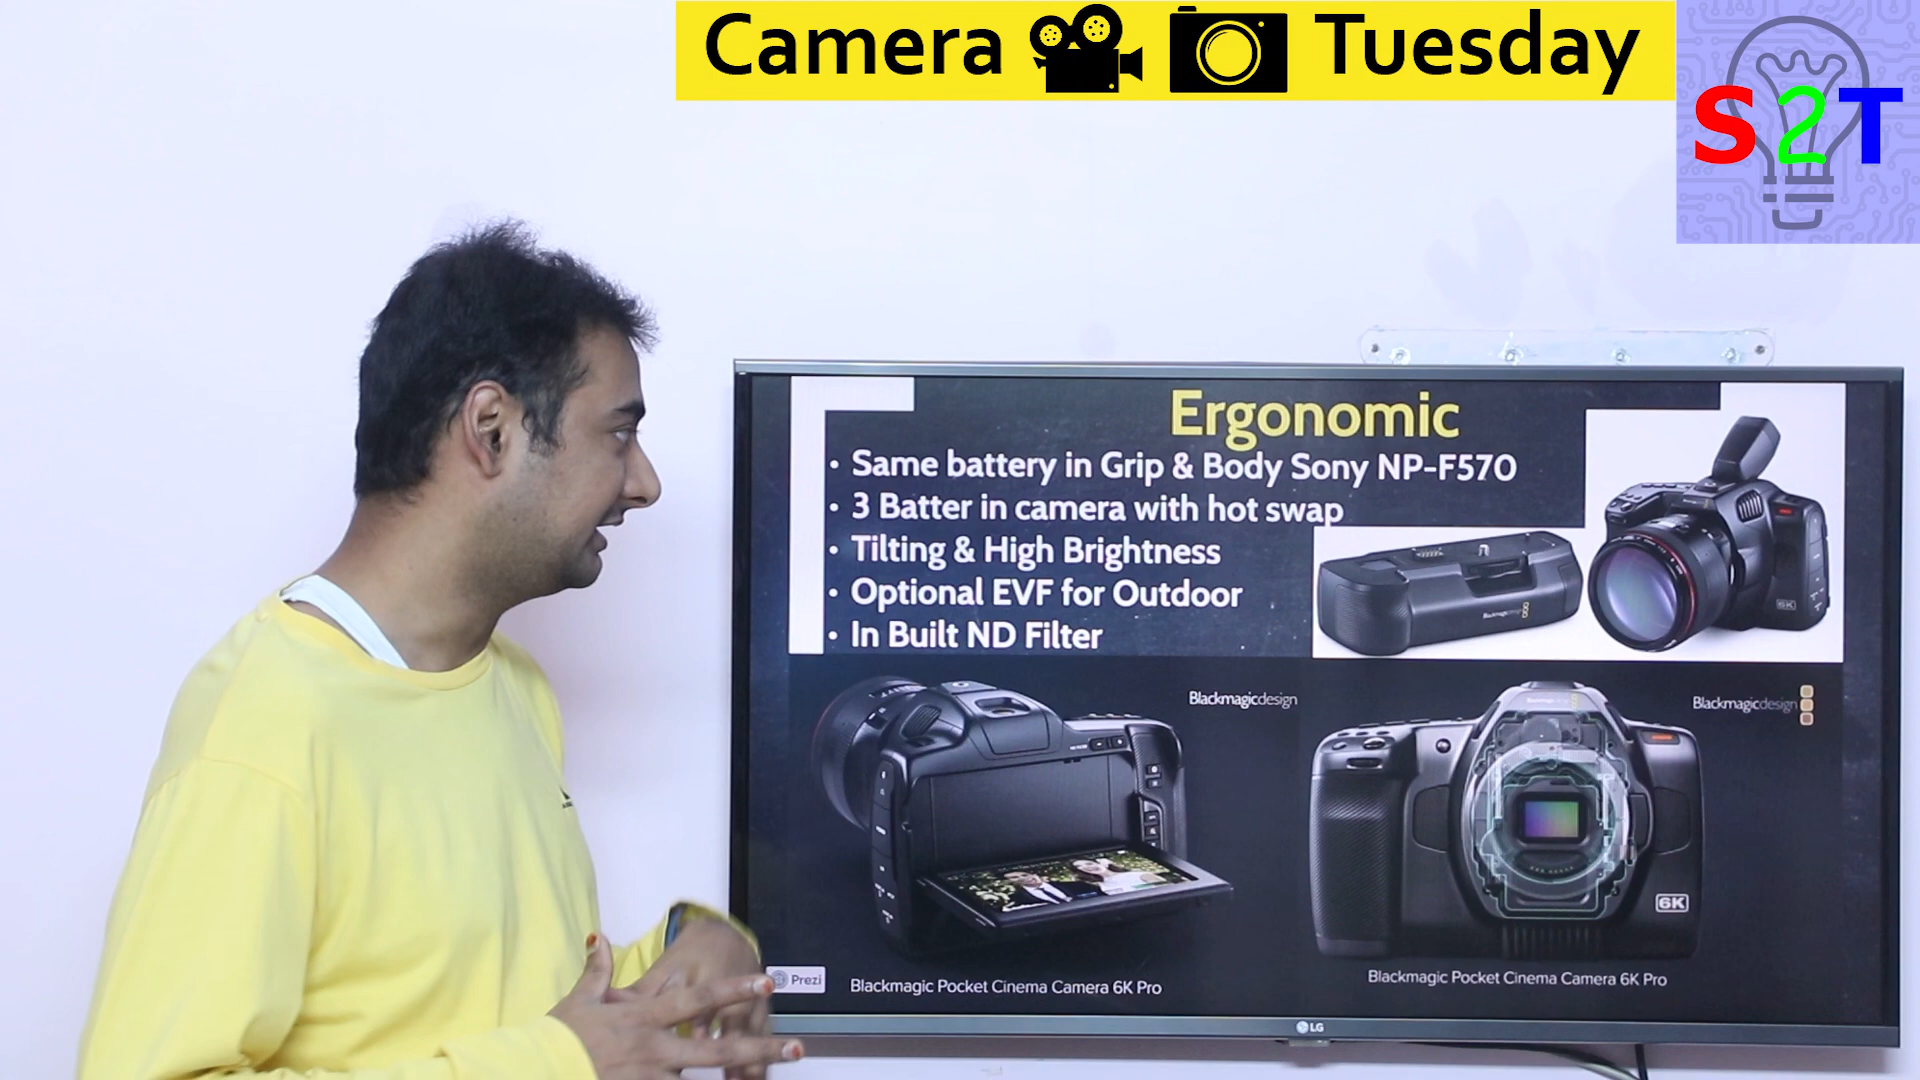 Camera Tuesday
S2T
Ergonomic
• Same battery in Grip & Body Sony NP-F570
• 3 Batter in camera with hot swap
• Tilting & High Brightness
• Optional EVF for Outdoor
• In Built ND Filter
Blackmagicdesign
Blackmagicdesign
Blackmagicdesign
6K
6K
Prezi
Blackmagic Pocket Cinema Camera 6K Pro
Blackmagic Pocket Cinema Camera 6K Pro
LG